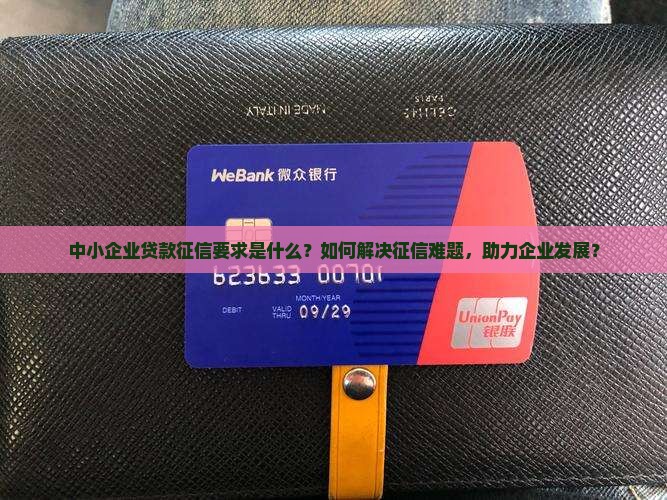 MADE IN ITALY
PARIS
WeBank 微众银行
中小企业贷款征信要求是什么？如何解决征信难题，助力企业发展？
DEBIT
VALID THRU
MONTH/YEAR
09/29
UnionPay
银联